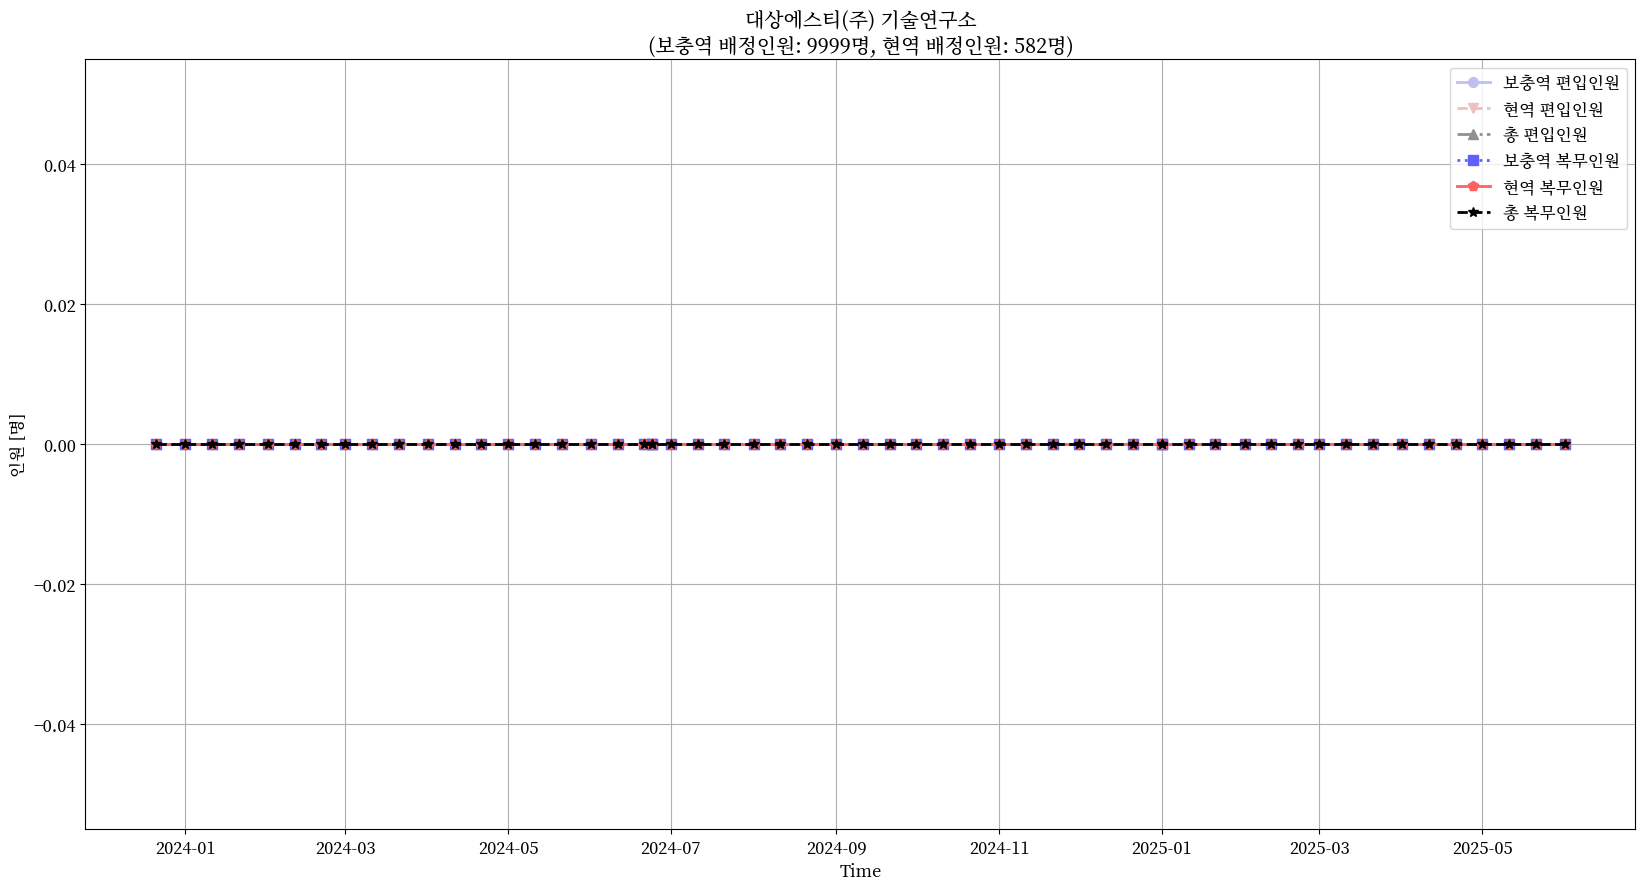 대상에스티(주) 기술연구소
(보충역 배정인원: 9999명, 현역 배정인원: 582명)
보충역 편입인원
현역 편입인원
총 편입인원
보충역 복무인원
현역 복무인원
총 복무인원
0.04
0.02
0.00
−0.02
−0.04
인원 [명]
2024-01 2024-03 2024-05 2024-07 2024-09 2024-11 2025-01 2025-03 2025-05
Time